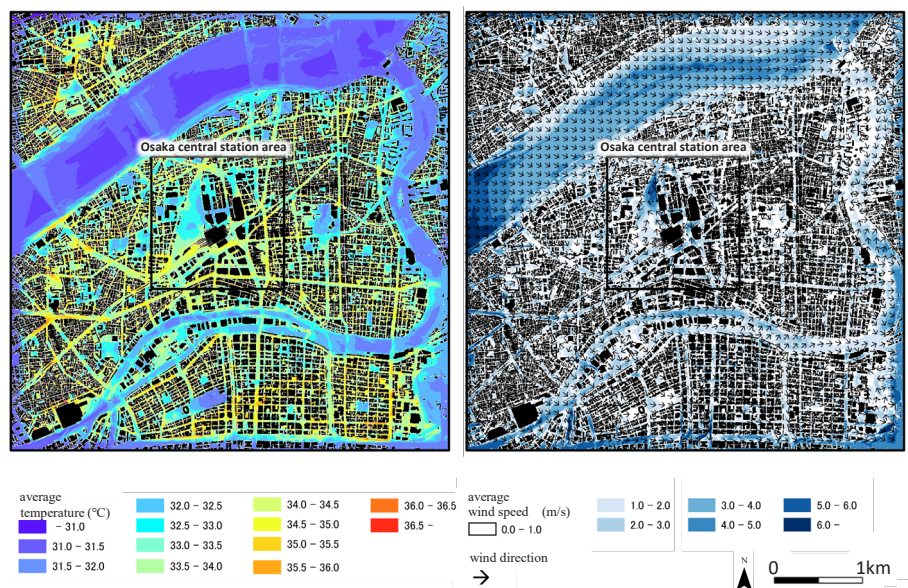 Osaka central station area
Osaka central station area
average
temperature (℃)
- 31.0
31.0 - 31.5
31.5 - 32.0
32.0 - 32.5
32.5 - 33.0
33.0 - 33.5
33.5 - 34.0
34.0 - 34.5
34.5 - 35.0
35.0 - 35.5
35.5 - 36.0
36.0 - 36.5
36.5 -
average
wind speed (m/s)
0.0 - 1.0
1.0 - 2.0
2.0 - 3.0
3.0 - 4.0
4.0 - 5.0
5.0 - 6.0
6.0 -
wind direction
N
0 1km